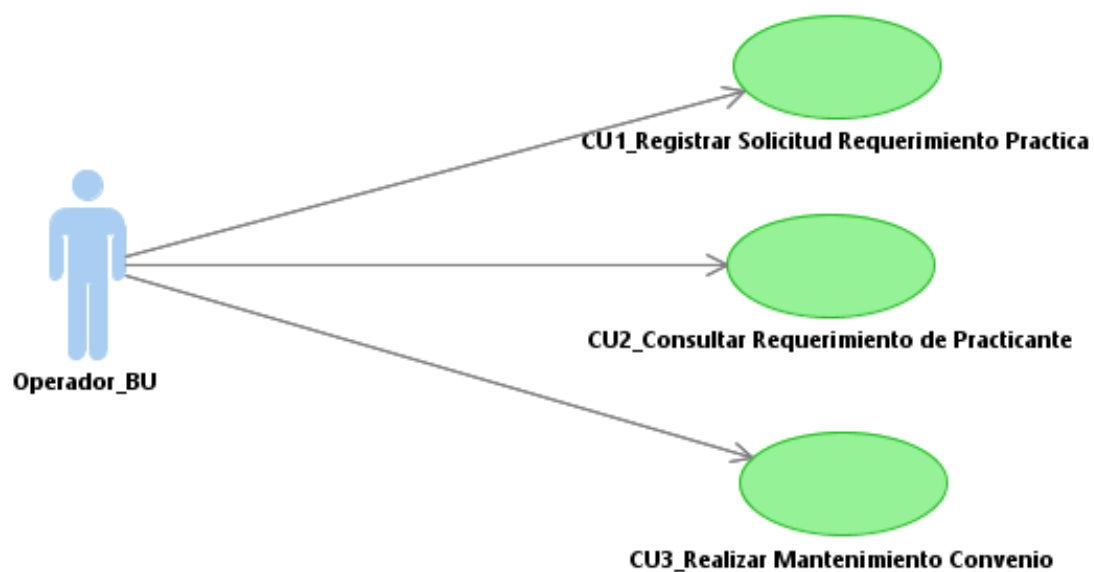 CU1_Registrar Solicitud Requerimiento Practica
CU2_Consultar Requerimiento de Practicante
Operador_BU
CU3_Realizar Mantenimiento Convenio